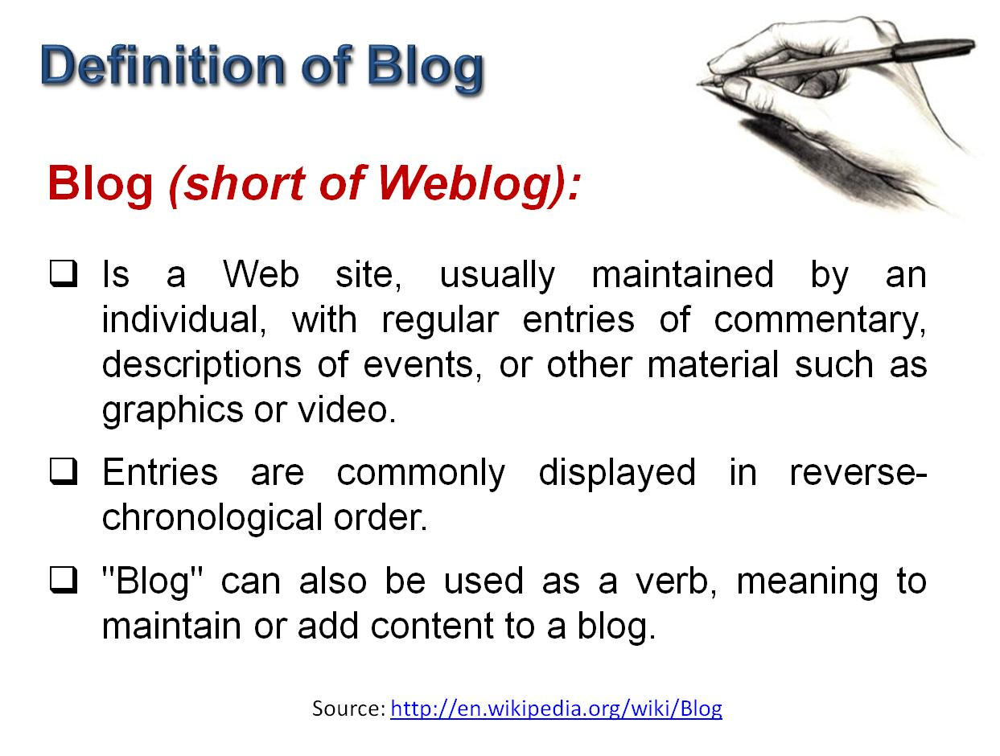 Definition of Blog
Blog (short of Weblog):
Is a Web site, usually maintained by an
individual, with regular entries of commentary,
descriptions of events, or other material such as
graphics or video.
Entries are commonly displayed in reverse-
chronological order.
"Blog" can also be used as a verb, meaning to
maintain or add content to a blog.
Source: http://en.wikipedia.org/wiki/Blog